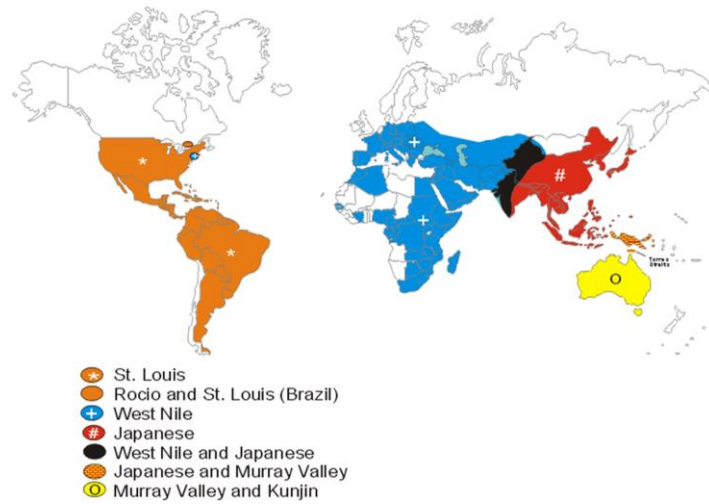 Torres
Straits
St. Louis
Rocio and St. Louis (Brazil)
West Nile
Japanese
West Nile and Japanese
Japanese and Murray Valley
Murray Valley and Kunjin